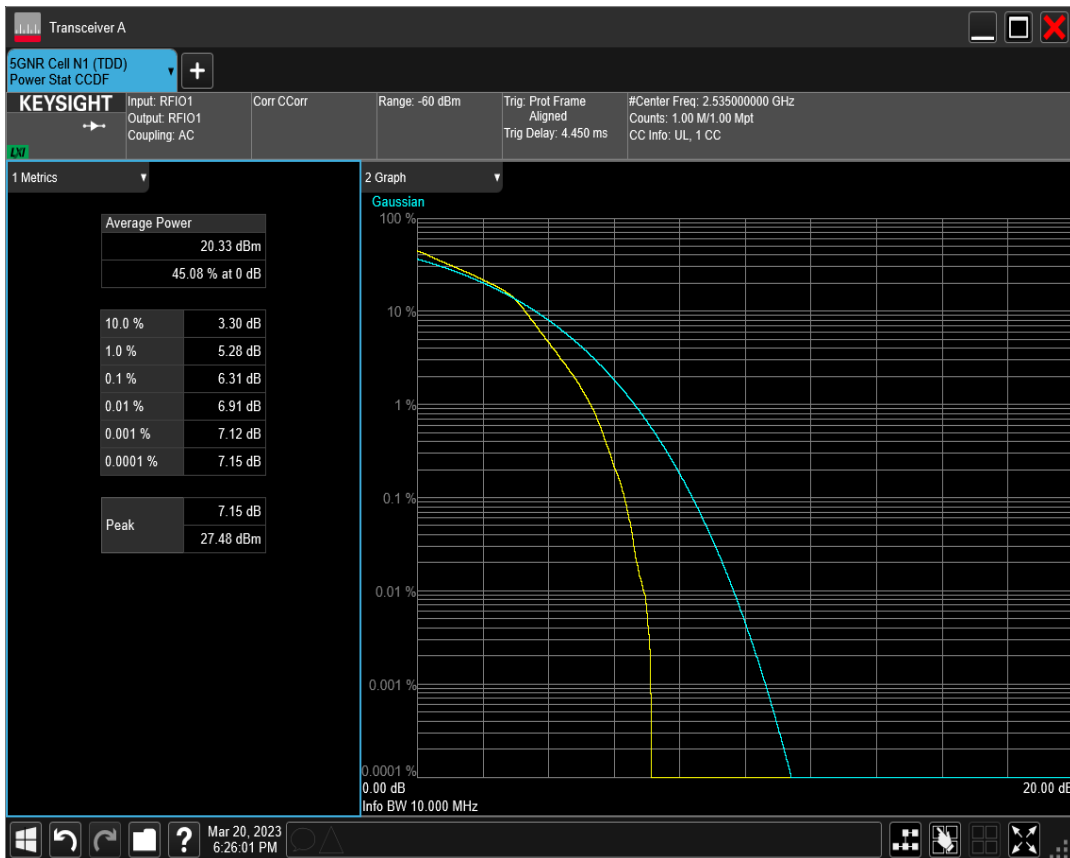 Transceiver A
5GNR Cell N1 (TDD)
Power Stat CCDF
+
KEYSIGHT
LXI
Input: RFIO1
Output: RFIO1
Coupling: AC
Corr CCorr
Range: -60 dBm
Trig: Prot Frame
Aligned
Trig Delay: 4.450 ms
#Center Freq: 2.535000000 GHz
Counts: 1.00 M/1.00 Mpt
CC Info: UL, 1 CC
1 Metrics
Average Power
20.33 dBm
45.08 % at 0 dB
10.0 % 3.30 dB
1.0 % 5.28 dB
0.1 % 6.31 dB
0.01 % 6.91 dB
0.001 % 7.12 dB
0.0001 % 7.15 dB
Peak 7.15 dB
27.48 dBm
2 Graph
Gaussian
100 %
10 %
1 %
0.1 %
0.01 %
0.001 %
0.0001 %
0.00 dB 20.00 dB
Info BW 10.000 MHz
?
Mar 20, 2023
6:26:01 PM